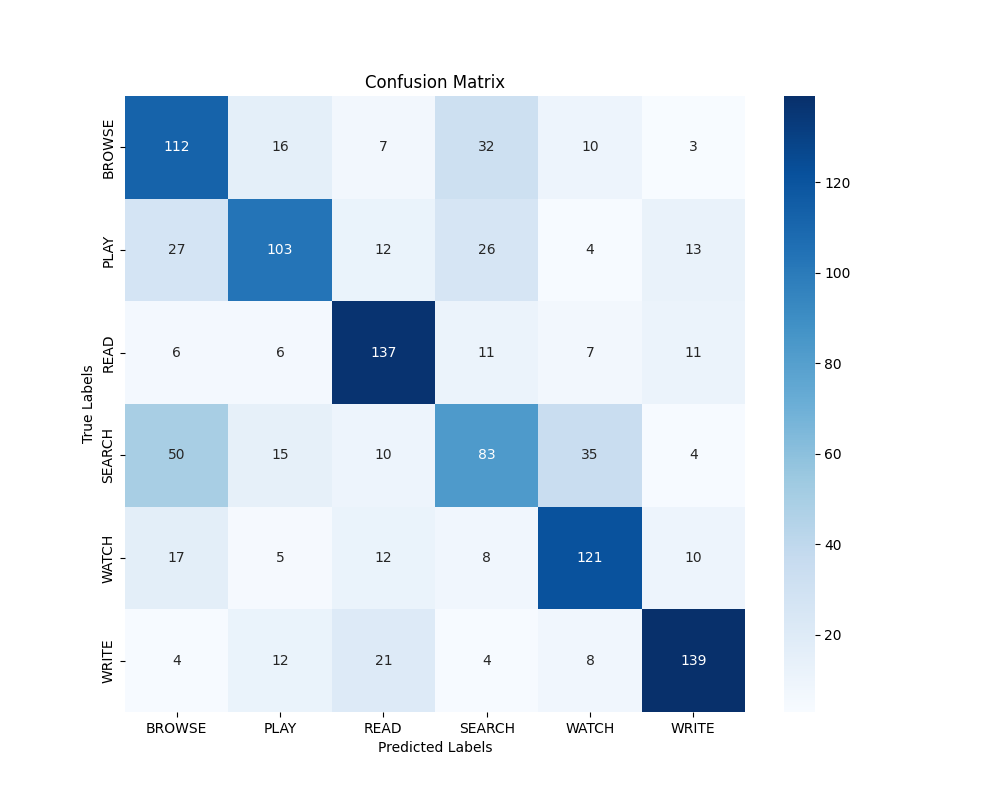 Confusion Matrix
BROWSE 112 16 7 32 10 3
PLAY 27 103 12 26 4 13
READ 6 6 137 11 7 11
SEARCH 50 15 10 83 35 4
WATCH 17 5 12 8 121 10
WRITE 4 12 21 4 8 139
True Labels
BROWSE PLAY READ SEARCH WATCH WRITE
Predicted Labels
120
100
80
60
40
20